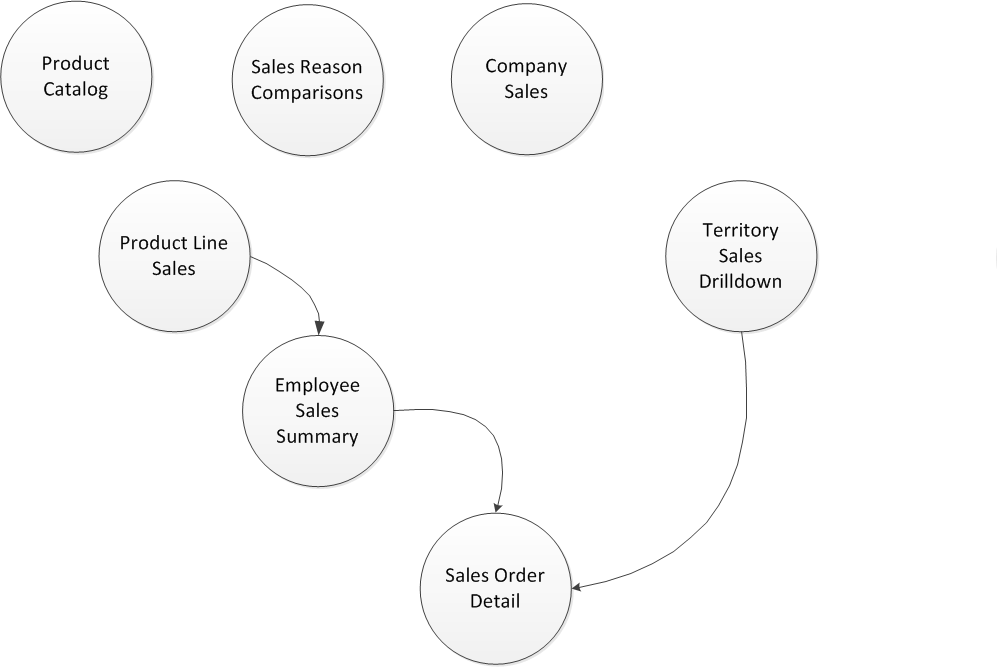 Product
Catalog
Sales Reason
Comparisons
Company
Sales
Product Line
Sales
Territory
Sales
Drilldown
Employee
Sales
Summary
Sales Order
Detail